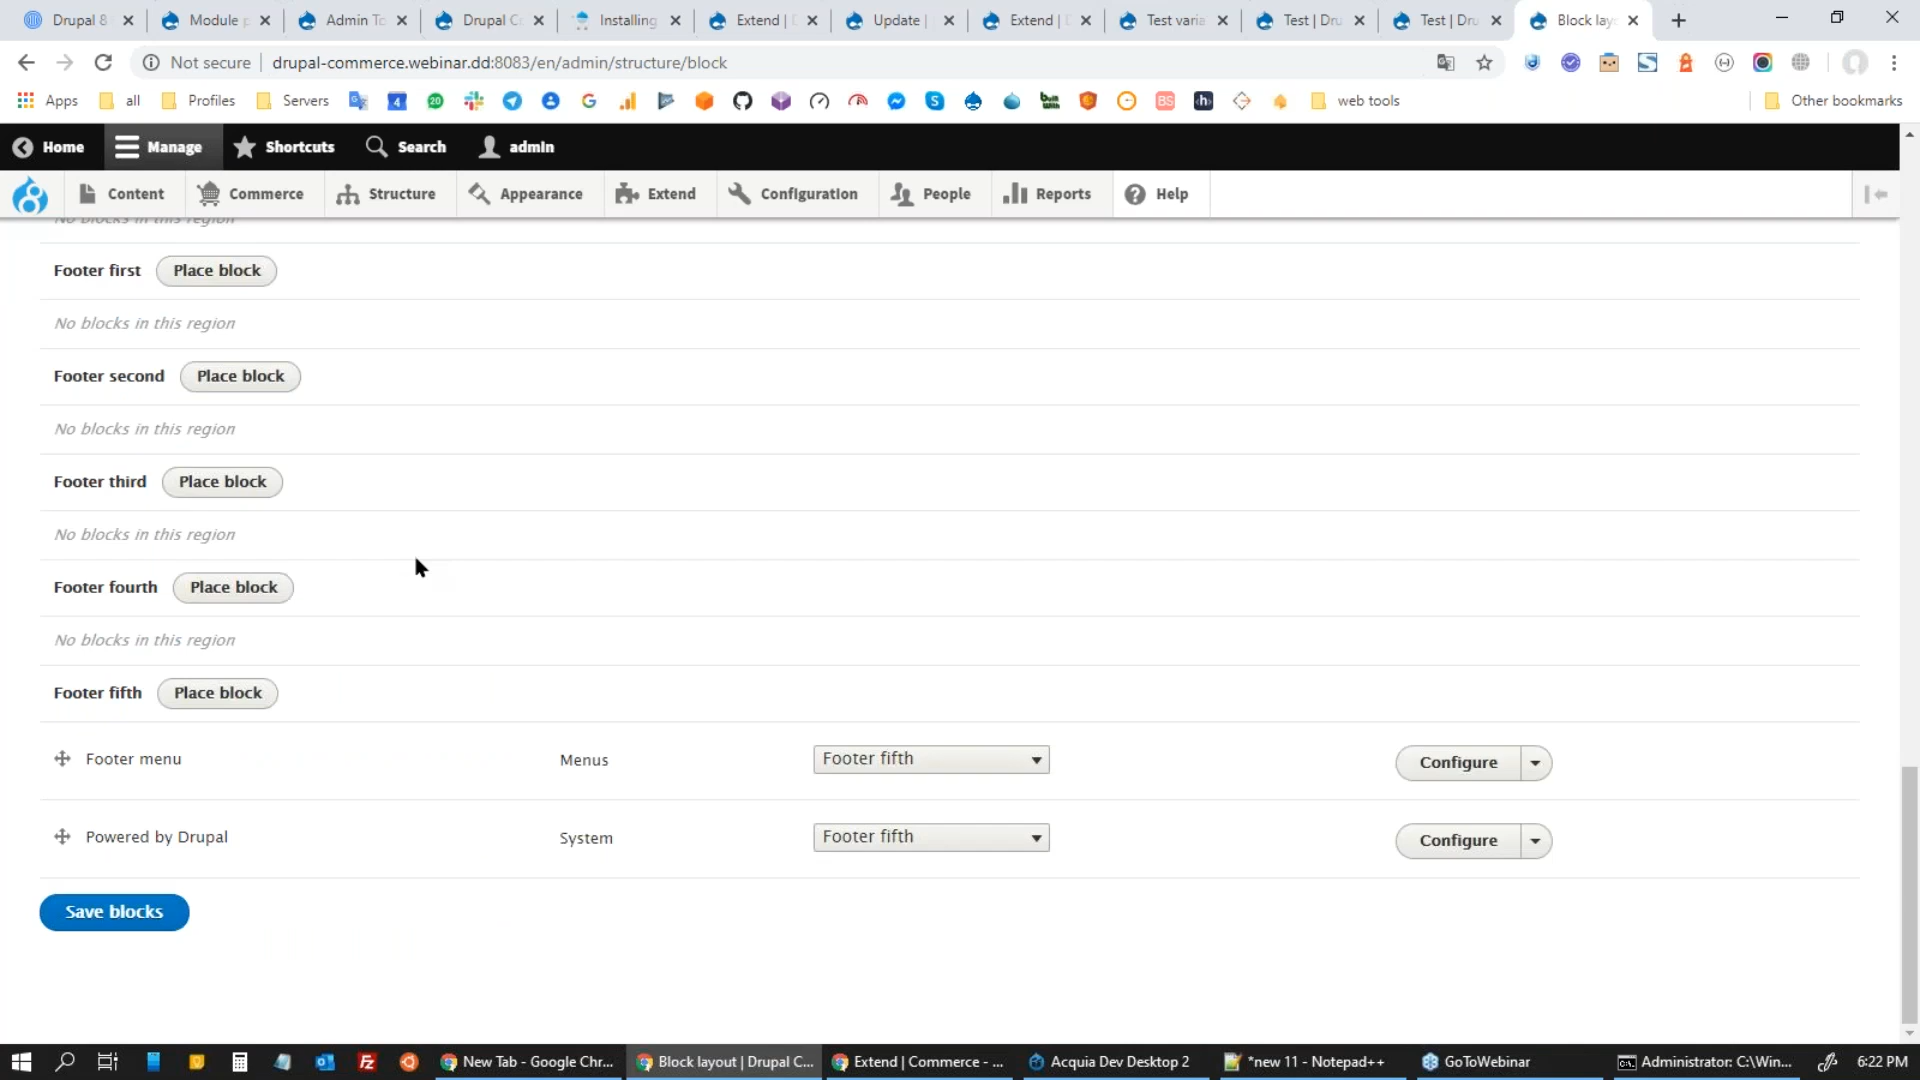 Drupal 8 Module p Admin To Drupal C Installing Extend | D Update | Extend | D Test varia Test | Dru Test | Dru Block lay
Not secure | drupal-commerce.webinar.dd:8083/en/admin/structure/block
Apps all Profiles Servers web tools Other bookmarks
Home Manage Shortcuts Search admin
Content Commerce Structure Appearance Extend Configuration People Reports Help
No blocks in this region
Footer first Place block
No blocks in this region
Footer second Place block
No blocks in this region
Footer third Place block
No blocks in this region
Footer fourth Place block
No blocks in this region
Footer fifth Place block
Footer menu Menus Footer fifth Configure
Powered by Drupal System Footer fifth Configure
Save blocks
New Tab - Google Chr... Block layout | Drupal C... Extend | Commerce - ... Acquia Dev Desktop 2 *new 11 - Notepad++ GoToWebinar Administrator: C:\Win... 6:22 PM